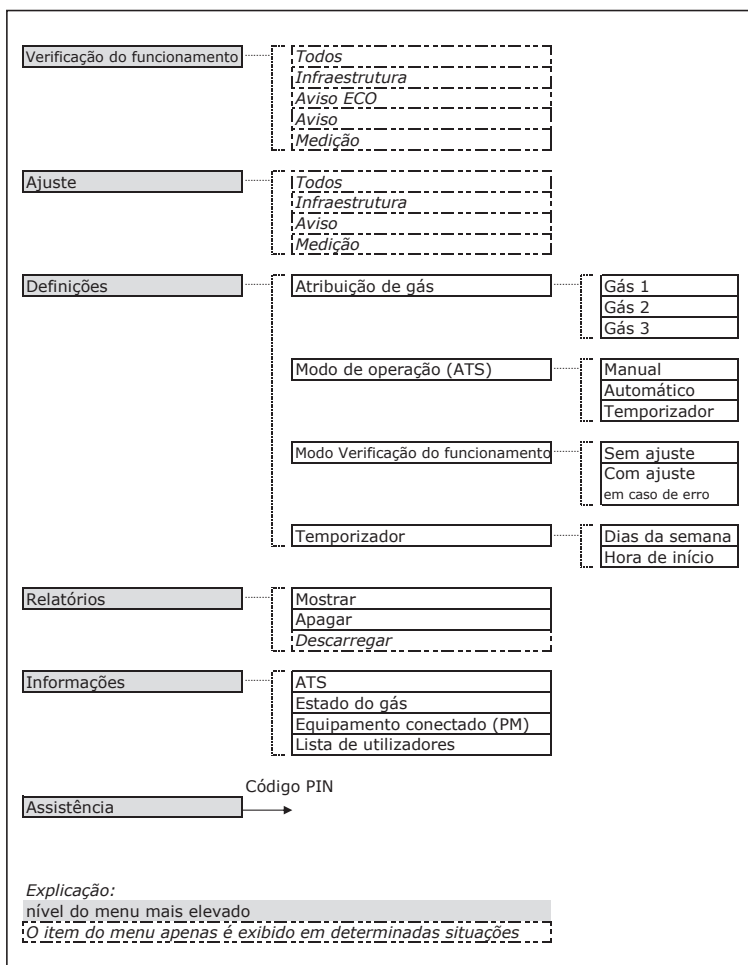 Verificação do funcionamento
Todos
Infraestrutura
Aviso ECO
Aviso
Medição
Ajuste
Todos
Infraestrutura
Aviso
Medição
Definições
Atribuição de gás
Gás 1
Gás 2
Gás 3
Modo de operação (ATS)
Manual
Automático
Temporizador
Modo Verificação do funcionamento
Sem ajuste
Com ajuste
em caso de erro
Temporizador
Dias da semana
Hora de início
Relatórios
Mostrar
Apagar
Descarregar
Informações
ATS
Estado do gás
Equipamento conectado (PM)
Lista de utilizadores
Código PIN
Assistência
Explicação:
nível do menu mais elevado
O item do menu apenas é exibido em determinadas situações